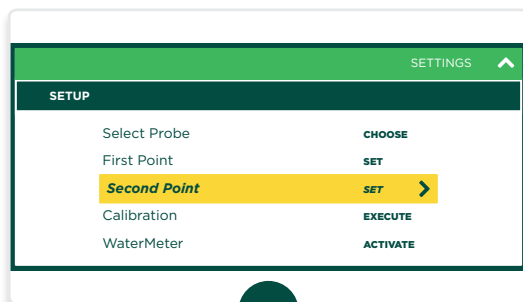 SETTINGS
SETUP
Select Probe CHOOSE
First Point SET
Second Point SET
Calibration EXECUTE
WaterMeter ACTIVATE